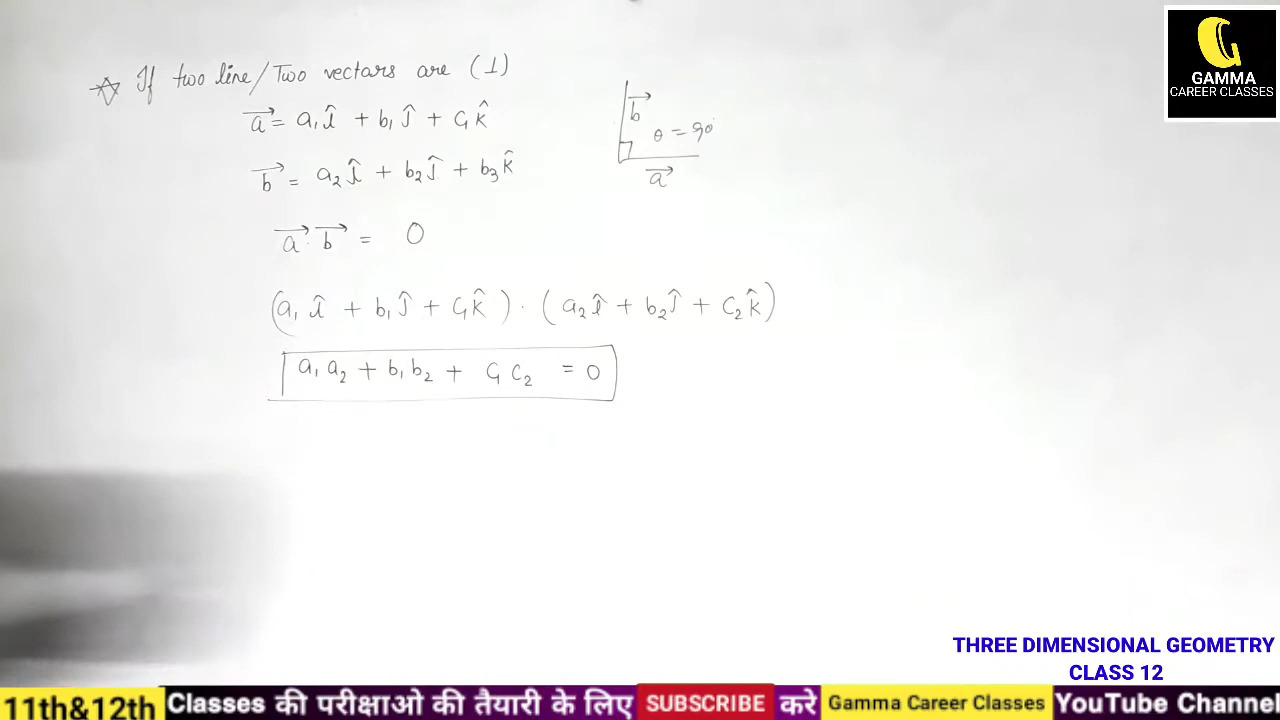 If two line/Two vectars are (⊥)
a⃗ = a₁î + b₁ĵ + c₁k̂
b⃗ = a₂î + b₂ĵ + b₃k̂
b⃗
θ = 90°
a⃗
a⃗ · b⃗ = 0
(a₁î + b₁ĵ + c₁k̂) · (a₂î + b₂ĵ + c₂k̂)
a₁a₂ + b₁b₂ + c₁c₂ = 0
GAMMA
CAREER CLASSES
THREE DIMENSIONAL GEOMETRY
CLASS 12
11th&12th Classes की परीक्षाओ की तैयारी के लिए SUBSCRIBE करे Gamma Career Classes YouTube Channel